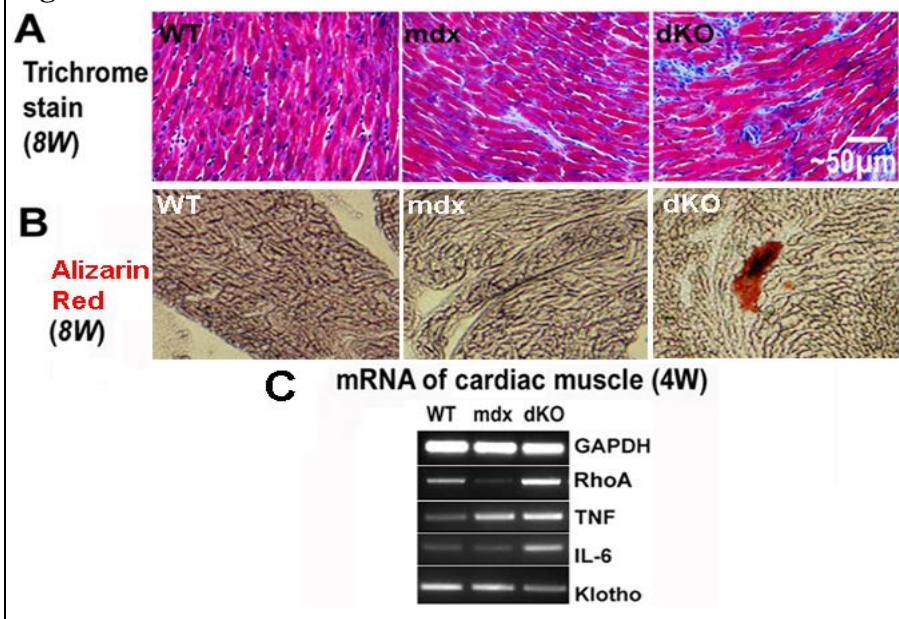 A
Trichrome
stain
(8W)
WT
mdx
dKO
~50µm
B
Alizarin
Red
(8W)
WT
mdx
dKO
C
mRNA of cardiac muscle (4W)
WT mdx dKO
GAPDH
RhoA
TNF
IL-6
Klotho